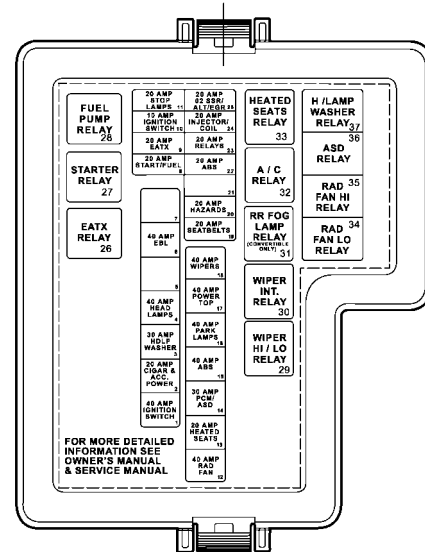 FUEL
PUMP
RELAY
28
STARTER
RELAY
27
EATX
RELAY
26
20 AMP
STOP
LAMPS 11
10 AMP
IGNITION
SWITCH 10
20 AMP
EATX
9
20 AMP
START/FUEL
8
7
40 AMP
EBL
6
5
40 AMP
HEAD
LAMPS
4
30 AMP
HDLP
WASHER
3
20 AMP
CIGAR &
ACC.
POWER
2
40 AMP
IGNITION
SWITCH
1
20 AMP
02 SSR/
ALT/EGR 25
20 AMP
INJECTOR/
COIL 24
20 AMP
RELAYS
23
20 AMP
ABS
22
21
20 AMP
HAZARDS
20
20 AMP
SEATBELTS
19
40 AMP
WIPERS
18
40 AMP
POWER
TOP
17
40 AMP
PARK
LAMPS
16
40 AMP
ABS
15
30 AMP
PCM/
ASD
14
20 AMP
HEATED
SEATS
13
40 AMP
RAD
FAN
12
HEATED
SEATS
RELAY
33
A / C
RELAY
32
RR FOG
LAMP
RELAY
(CONVERTIBLE
ONLY)
31
WIPER
INT.
RELAY
30
WIPER
HI / LO
RELAY
29
H /LAMP
WASHER
RELAY
37
36
ASD
RELAY
RAD 35
FAN HI
RELAY
RAD 34
FAN LO
RELAY
FOR MORE DETAILED
INFORMATION SEE
OWNER'S MANUAL
& SERVICE MANUAL